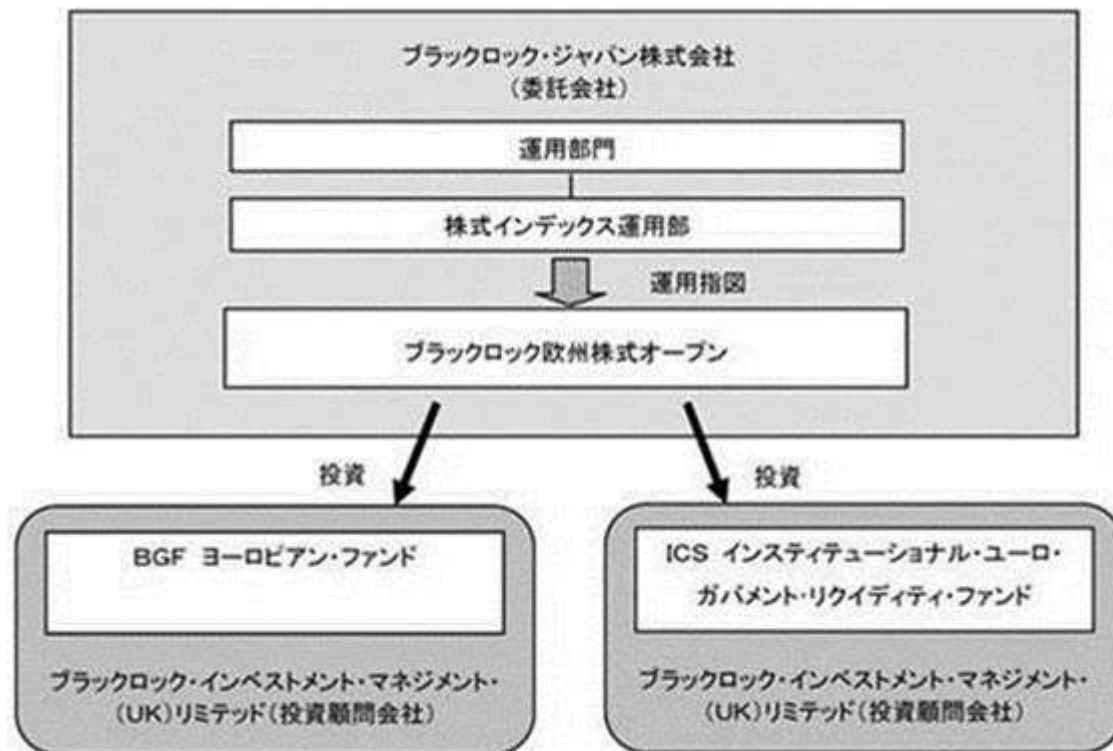 ブラックロック・ジャパン株式会社
（委託会社）
運用部門
株式インデックス運用部
運用指図
ブラックロック欧州株式オープン
投資
投資
BGF ヨーロピアン・ファンド
ブラックロック・インベストメント・マネジメント・
（UK）リミテッド（投資顧問会社）
ICS インスティテューショナル・ユーロ・
ガバメント・リクイディティ・ファンド
ブラックロック・インベストメント・マネジメント・
（UK）リミテッド（投資顧問会社）